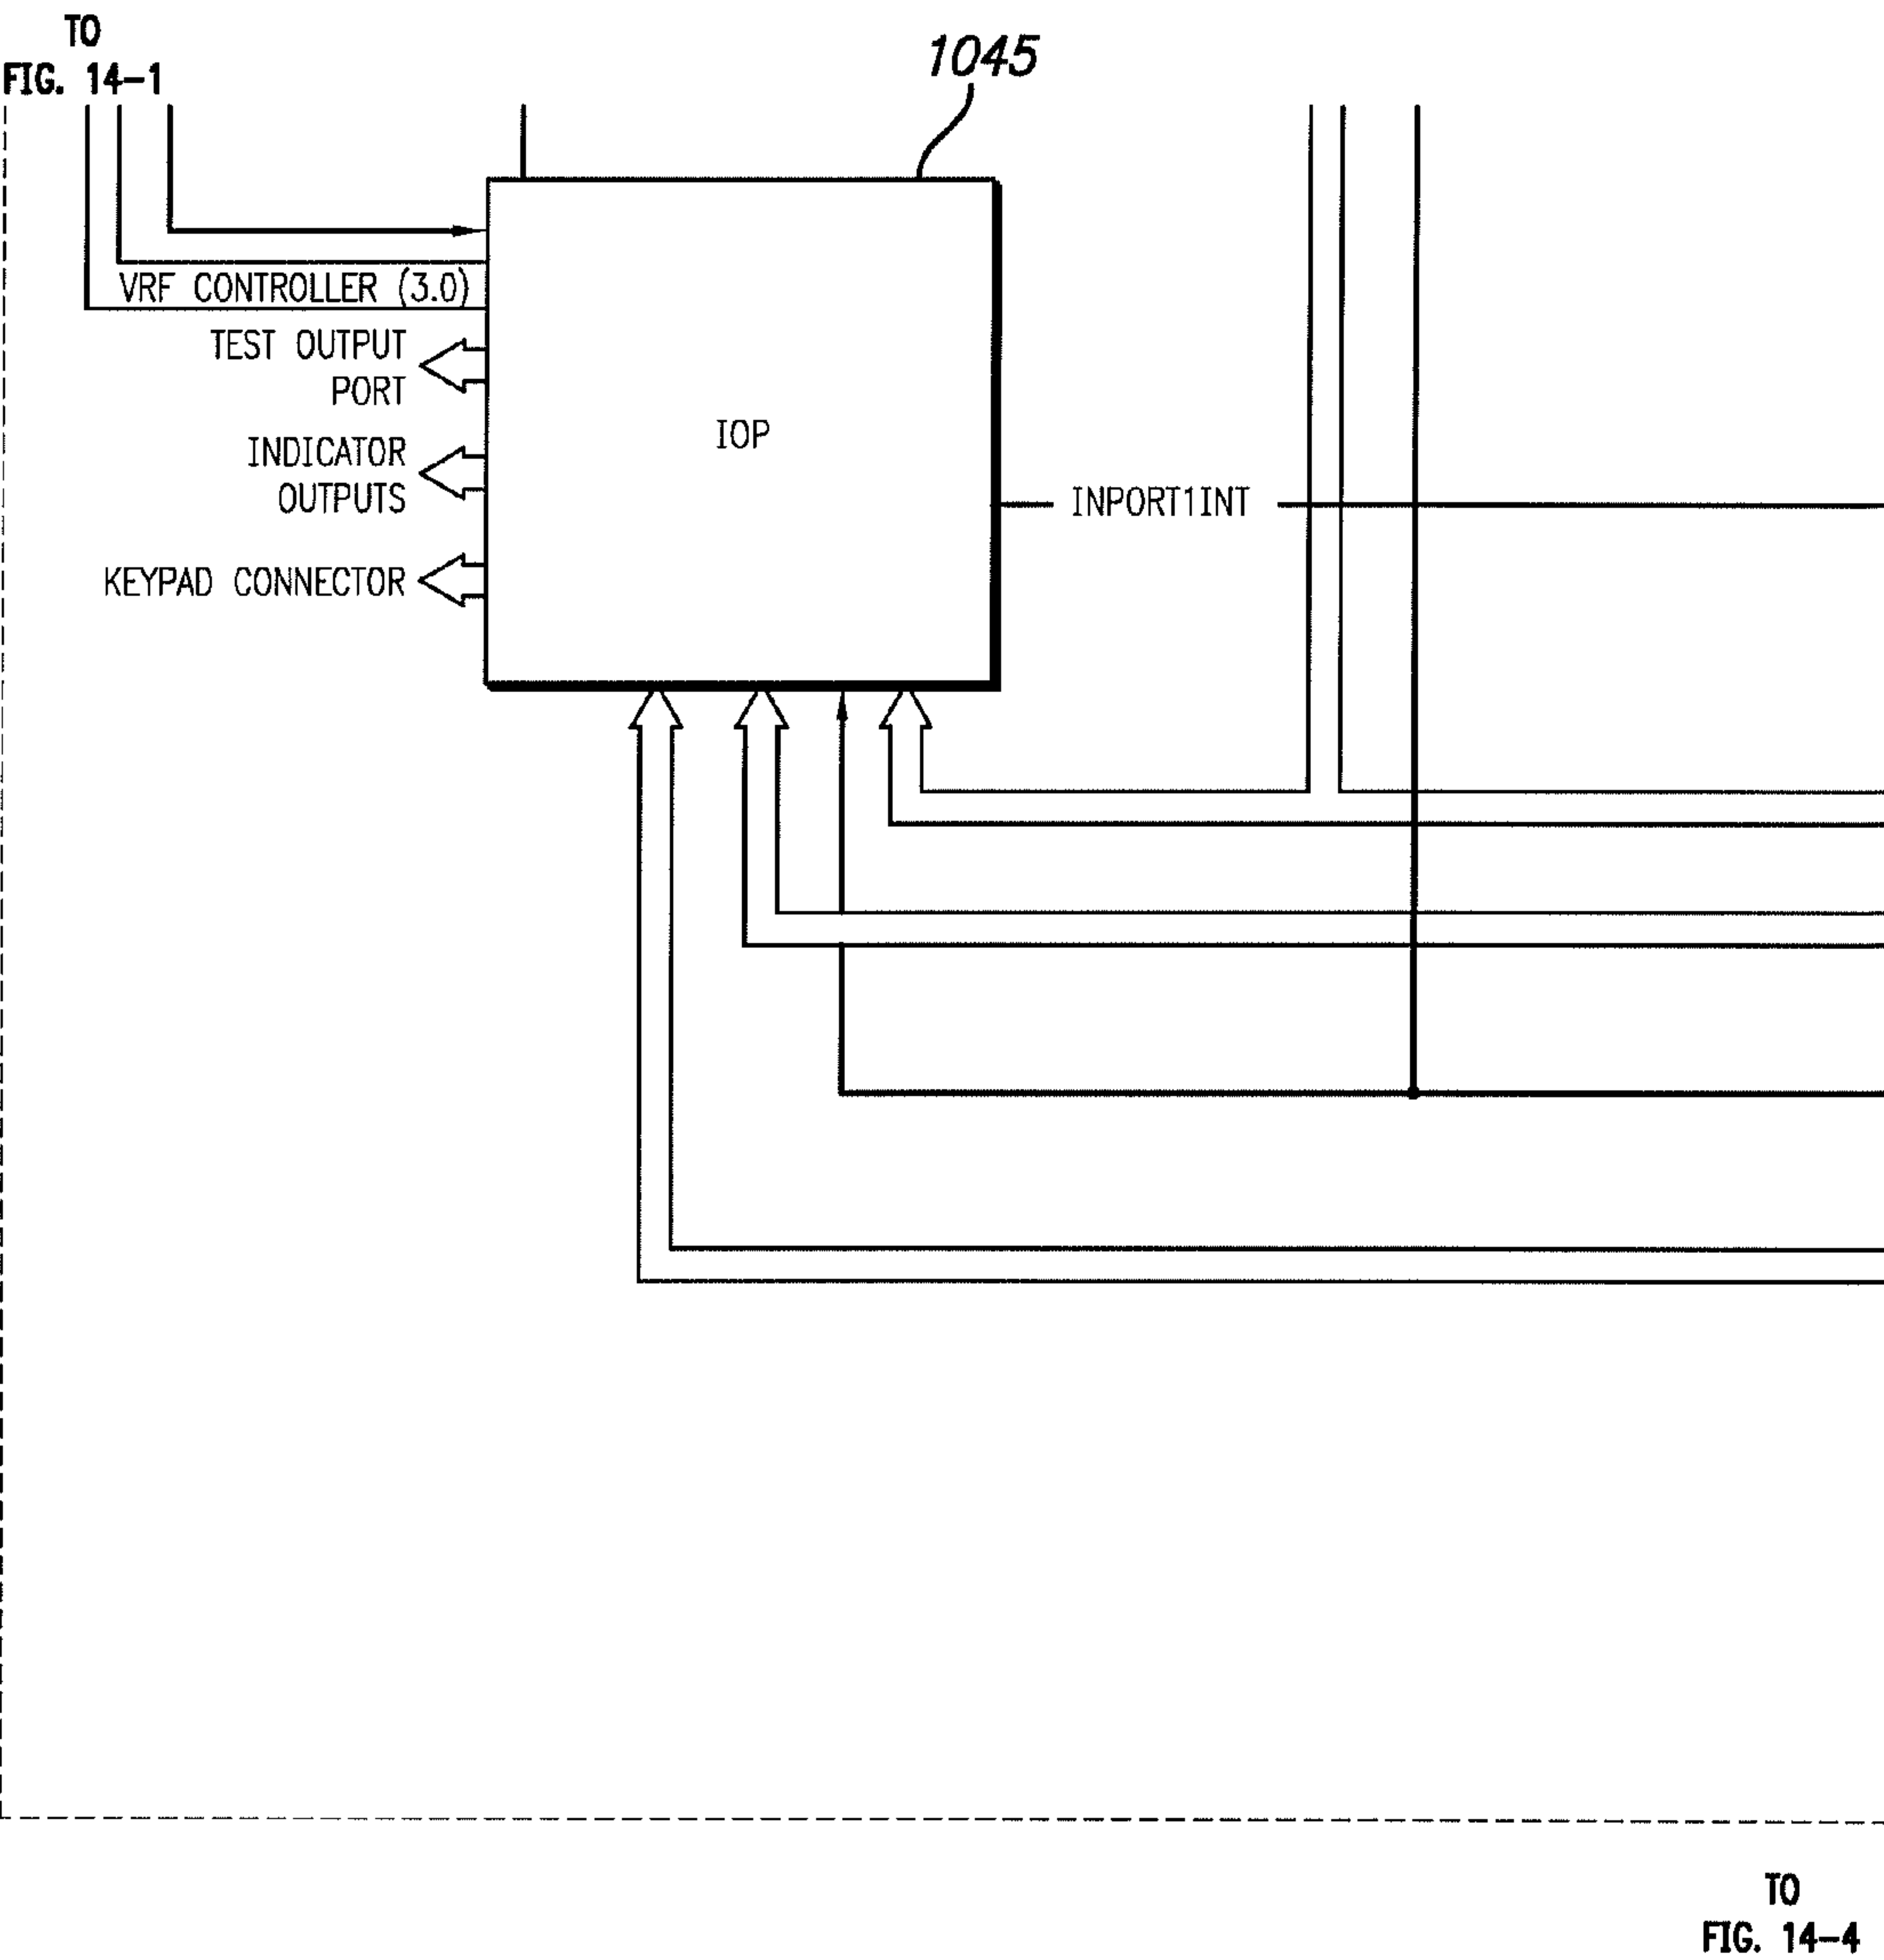 TO
FIG. 14-1
1045
VRF CONTROLLER (3.0)
TEST OUTPUT
PORT
IOP
INDICATOR
OUTPUTS
INPORT1INT
KEYPAD CONNECTOR
TO
FIG. 14-4